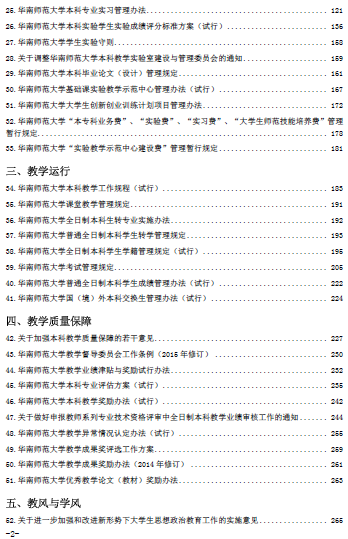 25. 华南师范大学本科专业实习管理办法 121
26. 华南师范大学本科实验学生实验成绩评分标准方案（试行） 136
27. 华南师范大学学生实验守则 158
28. 关于调整华南师范大学本科教学实验室建设与管理委员会的通知 159
29. 华南师范大学本科毕业论文（设计）管理规定 161
30. 华南师范大学基础课实验教学示范中心管理办法（试行） 167
31. 华南师范大学大学生创新创业训练计划项目管理办法 172
32. 华南师范大学“本专科业务费”、“实验费”、“实习费”、“大学生师范技能培养费”管理
暂行规定 178
33. 华南师范大学“实验教学示范中心建设费”管理暂行规定 181
三、教学运行
34. 华南师范大学本科教学工作规程（试行） 183
35. 华南师范大学课堂教学管理规定 191
36. 华南师范大学全日制本科生转专业实施办法 192
37. 华南师范大学普通全日制本科学生转学管理规定 193
38. 华南师范大学全日制本科学生学籍管理规定（试行） 195
39. 华南师范大学考试管理规定 205
40. 华南师范大学普通全日制本科学生成绩管理办法（试行） 222
41. 华南师范大学国（境）外本科交换生管理办法（试行） 224
四、教学质量保障
42. 关于加强本科教学质量保障的若干意见 227
43. 华南师范大学教学督导委员会工作条例（2015年修订） 230
44. 华南师范大学教学业绩津贴与奖励试行办法 232
45. 华南师范大学本科专业评估方案（试行） 235
46. 华南师范大学本科教学奖励办法（试行） 242
47. 关于做好申报教师系列专业技术资格评审中全日制本科教学业绩审核工作的通知 244
48. 华南师范大学教学异常情况认定办法（试行） 255
49. 华南师范大学教学成果奖评选工作方案 259
50. 华南师范大学教学成果奖励办法（2014年修订） 261
51. 华南师范大学优秀教学论文（教材）奖励办法 263
五、教风与学风
52. 关于进一步加强和改进新形势下大学生思想政治教育工作的实施意见 265
-2-